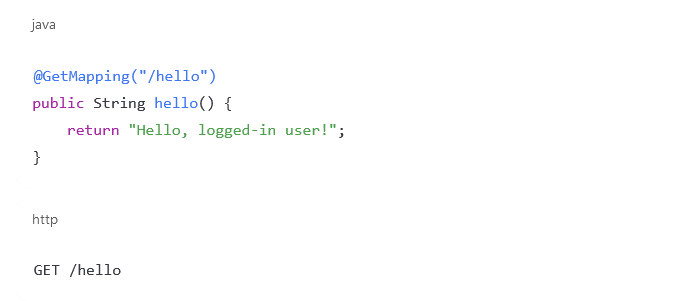 java
@GetMapping("/hello")
public String hello() {
    return "Hello, logged-in user!";
}
http
GET /hello